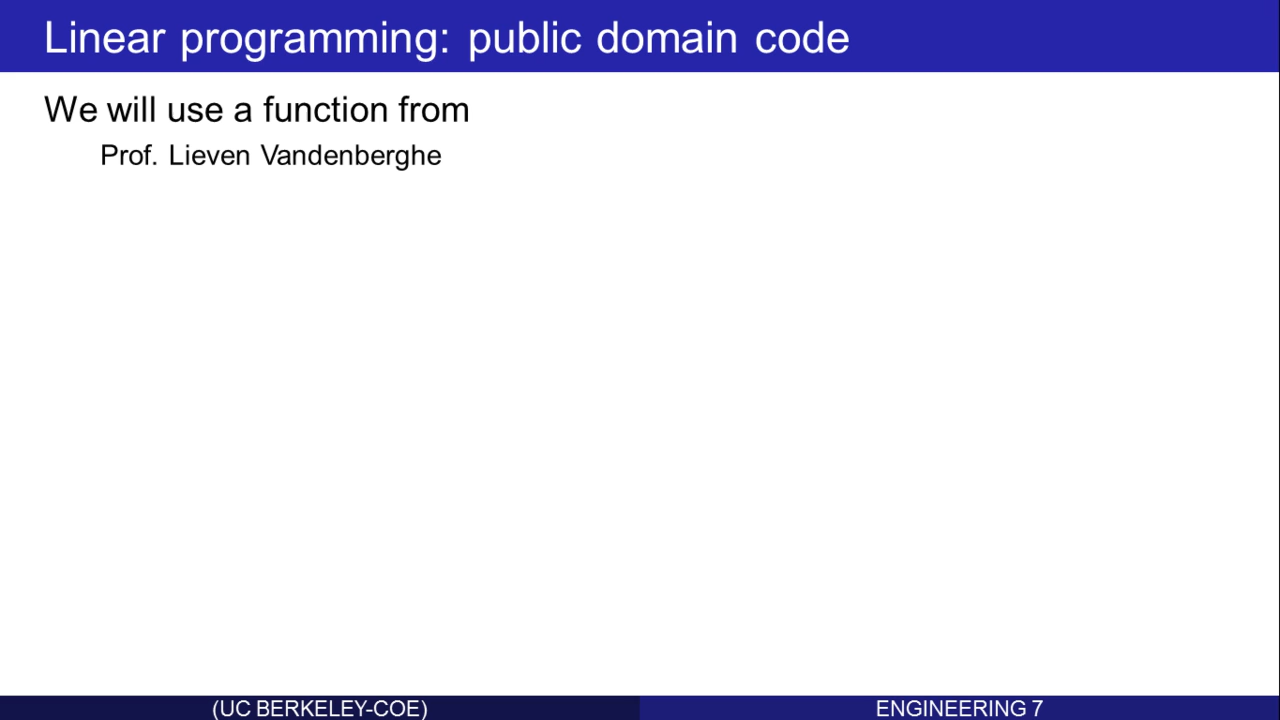 Linear programming: public domain code
We will use a function from
Prof. Lieven Vandenberghe
(UC BERKELEY-COE)
ENGINEERING 7